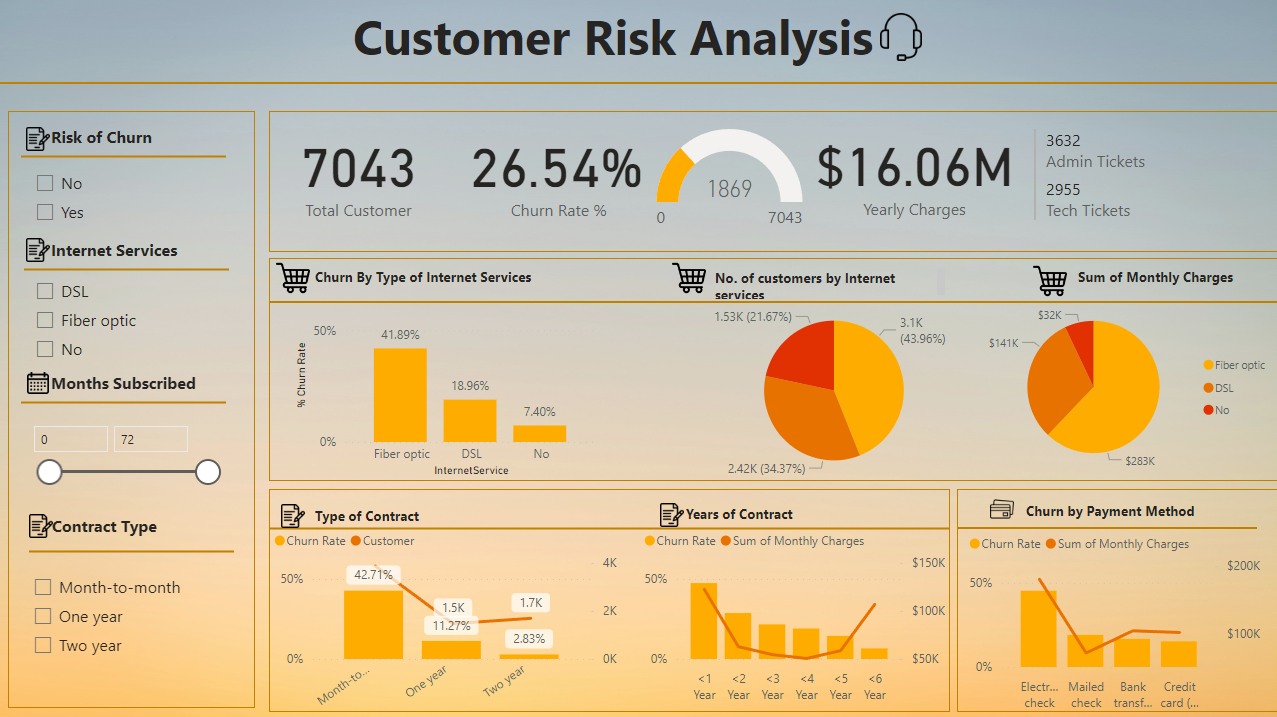 Customer Risk Analysis
Risk of Churn
No
Yes
Internet Services
DSL
Fiber optic
No
Months Subscribed
0
72
Contract Type
Month-to-month
One year
Two year
7043
Total Customer
26.54%
Churn Rate %
1869
0
7043
$16.06M
Yearly Charges
3632
Admin Tickets
2955
Tech Tickets
Churn By Type of Internet Services
% Churn Rate
50%
0%
41.89%
18.96%
7.40%
Fiber optic
DSL
No
InternetService
No. of customers by Internet
services
1.53K (21.67%)
3.1K
(43.96%)
2.42K (34.37%)
Sum of Monthly Charges
$32K
$141K
$283K
Fiber optic
DSL
No
Type of Contract
Churn Rate
Customer
50%
0%
42.71%
1.5K
11.27%
1.7K
2.83%
4K
2K
0K
Month-to...
One year
Two year
Years of Contract
Churn Rate
Sum of Monthly Charges
50%
0%
$150K
$100K
$50K
<1
Year
<2
Year
<3
Year
<4
Year
<5
Year
<6
Year
Churn by Payment Method
Churn Rate
Sum of Monthly Charges
50%
0%
$200K
$100K
Electr...
check
Mailed
check
Bank
transf...
Credit
card (...